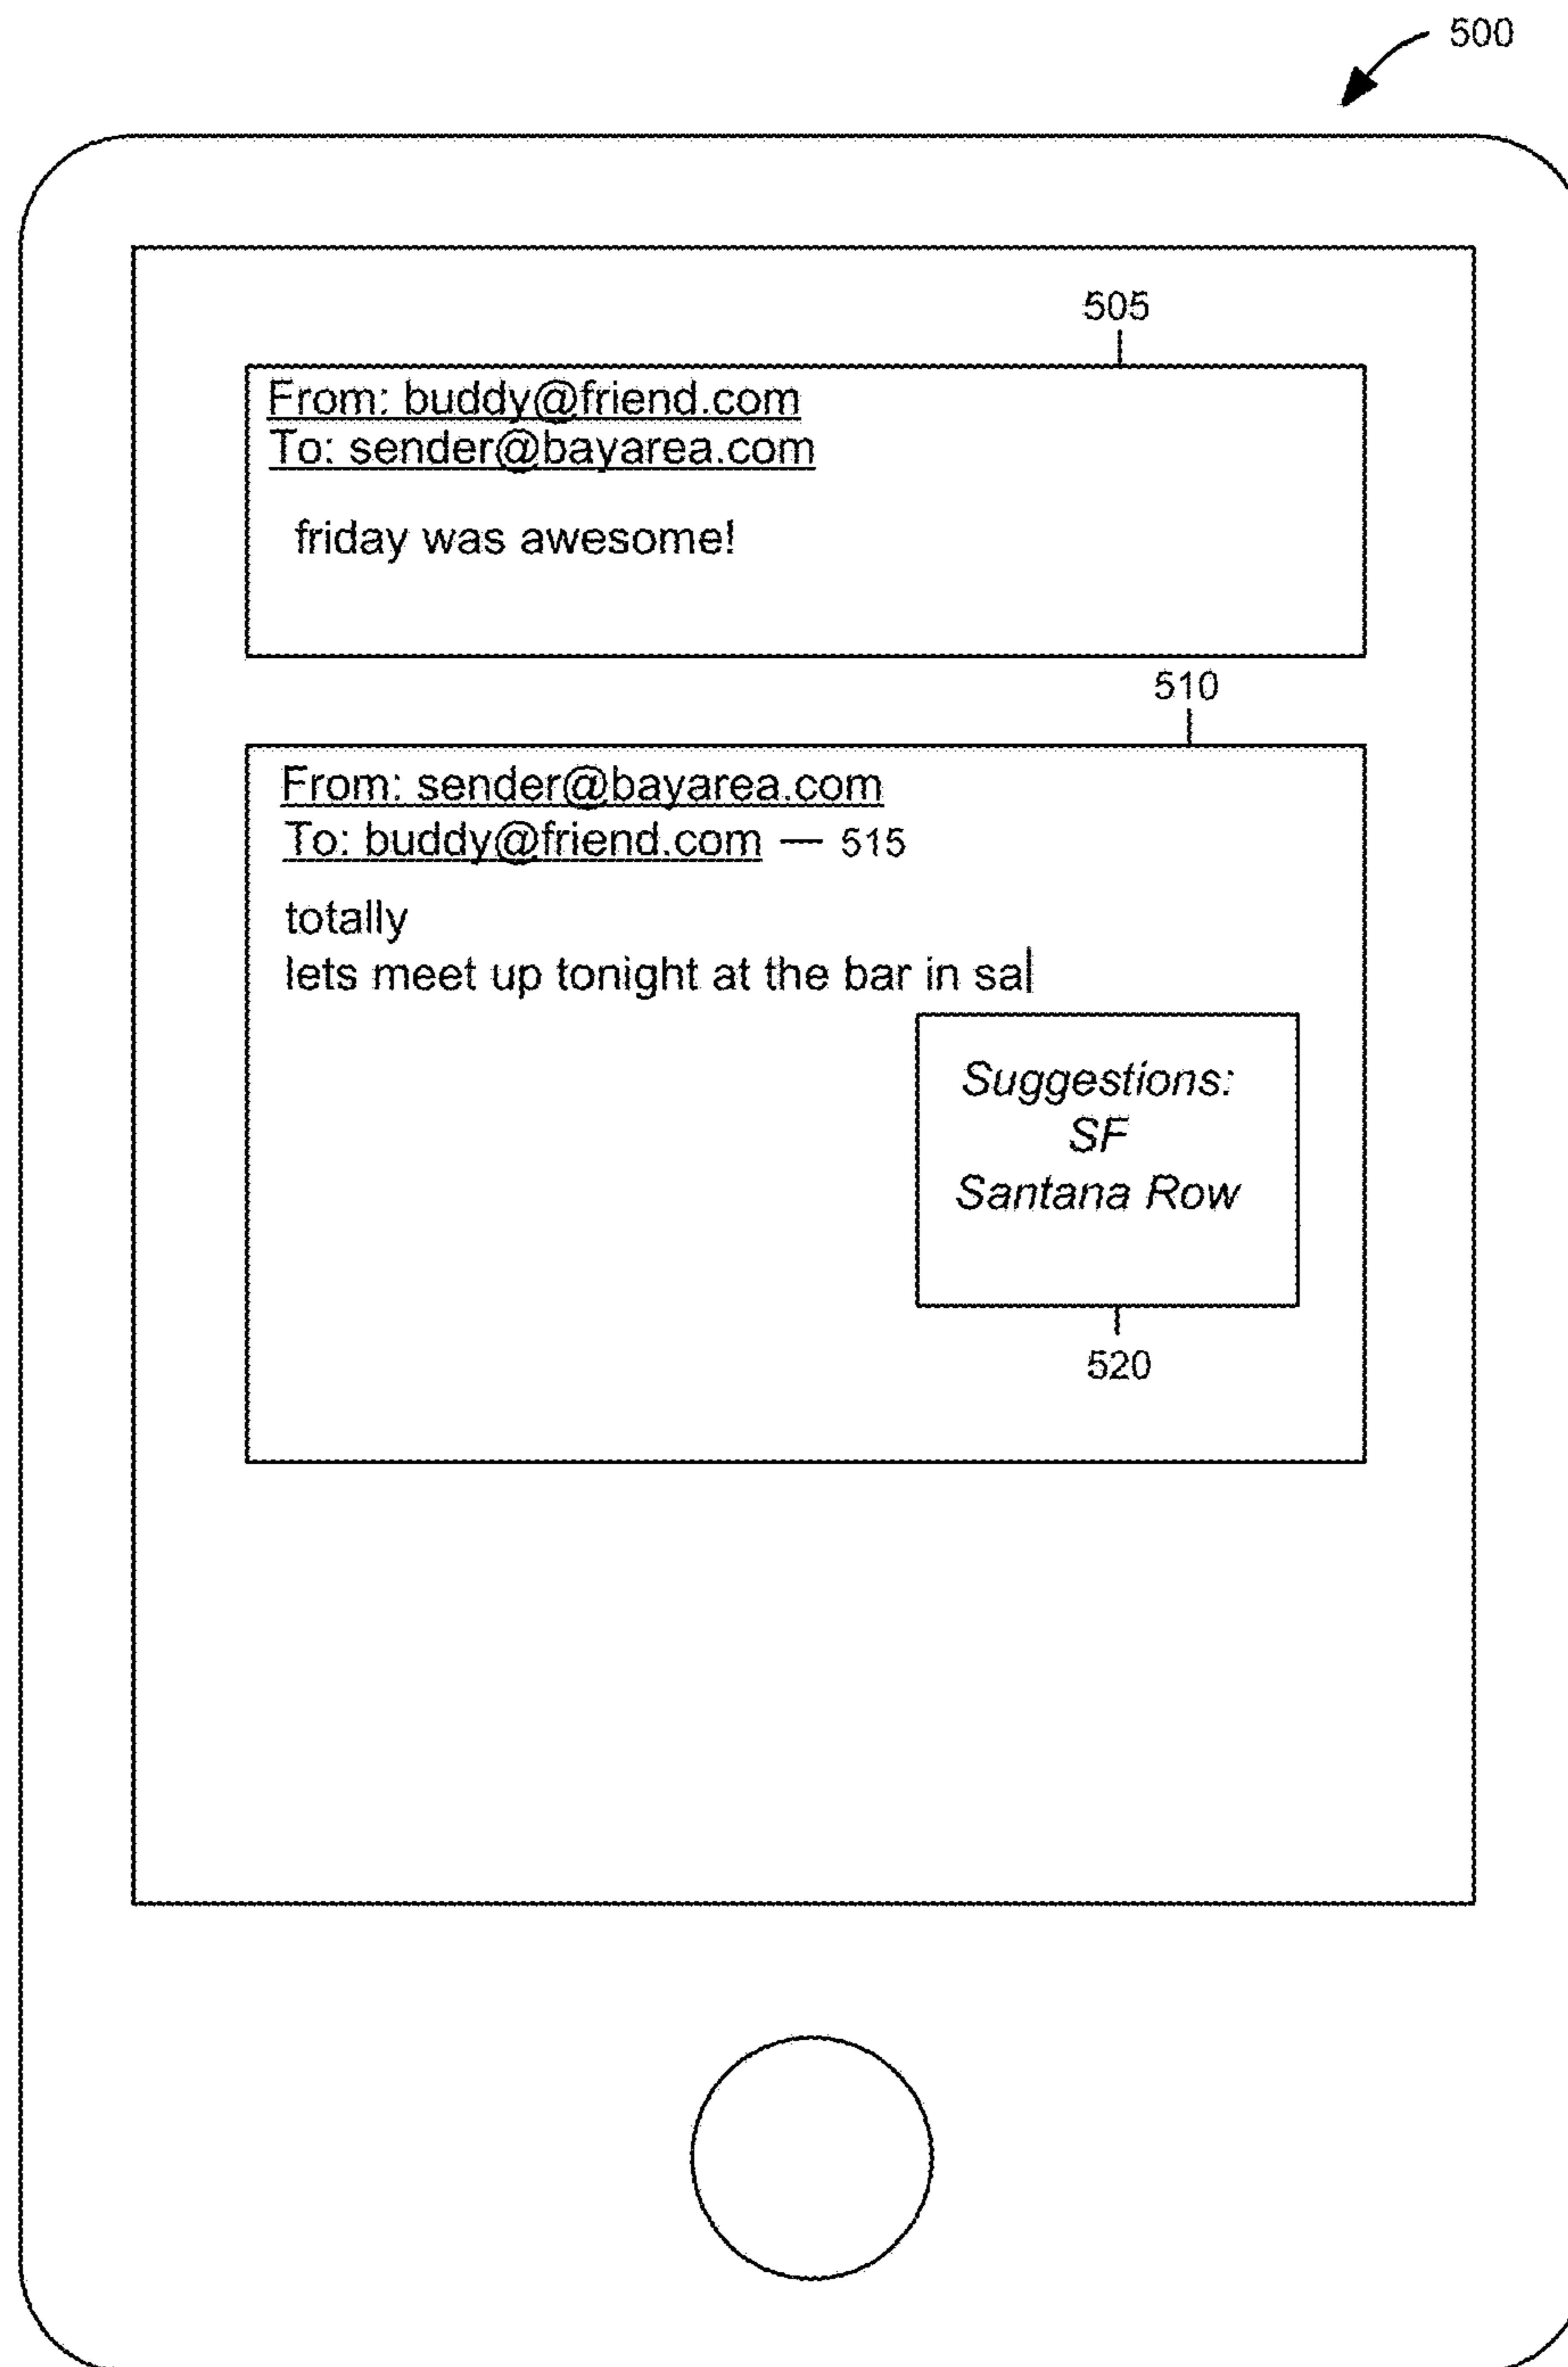 500
505
From: buddy@friend.com
To: sender@bayarea.com
friday was awesome!
510
From: sender@bayarea.com
To: buddy@friend.com — 515
totally
lets meet up tonight at the bar in sa|
Suggestions:
SF
Santana Row
520